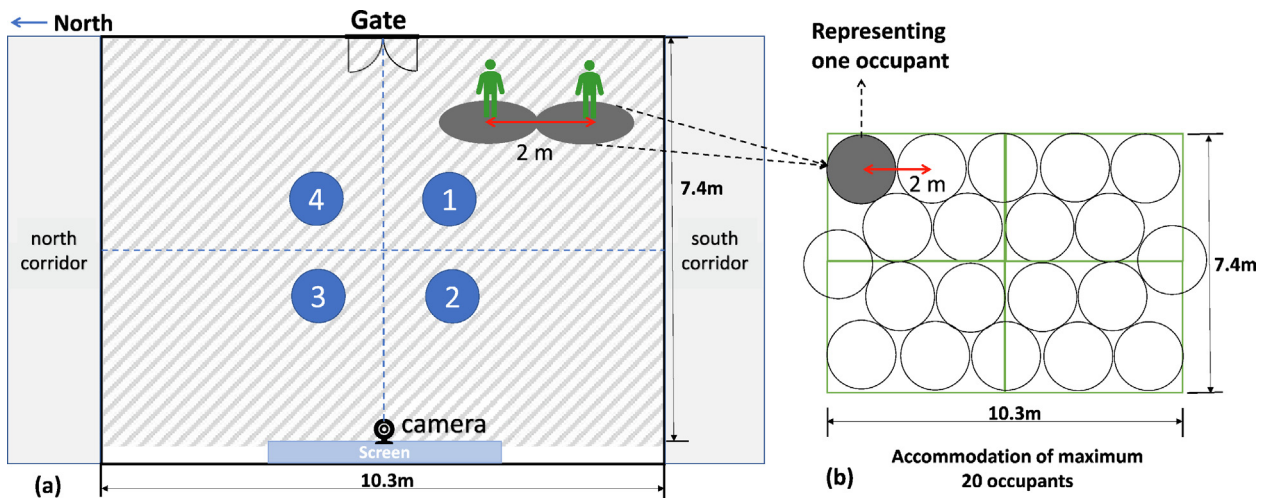 North
Gate
2 m
4
1
7.4m
north
corridor
south
corridor
3
2
camera
Screen
(a)
10.3m
Representing
one occupant
2 m
7.4m
10.3m
(b)
Accommodation of maximum
20 occupants